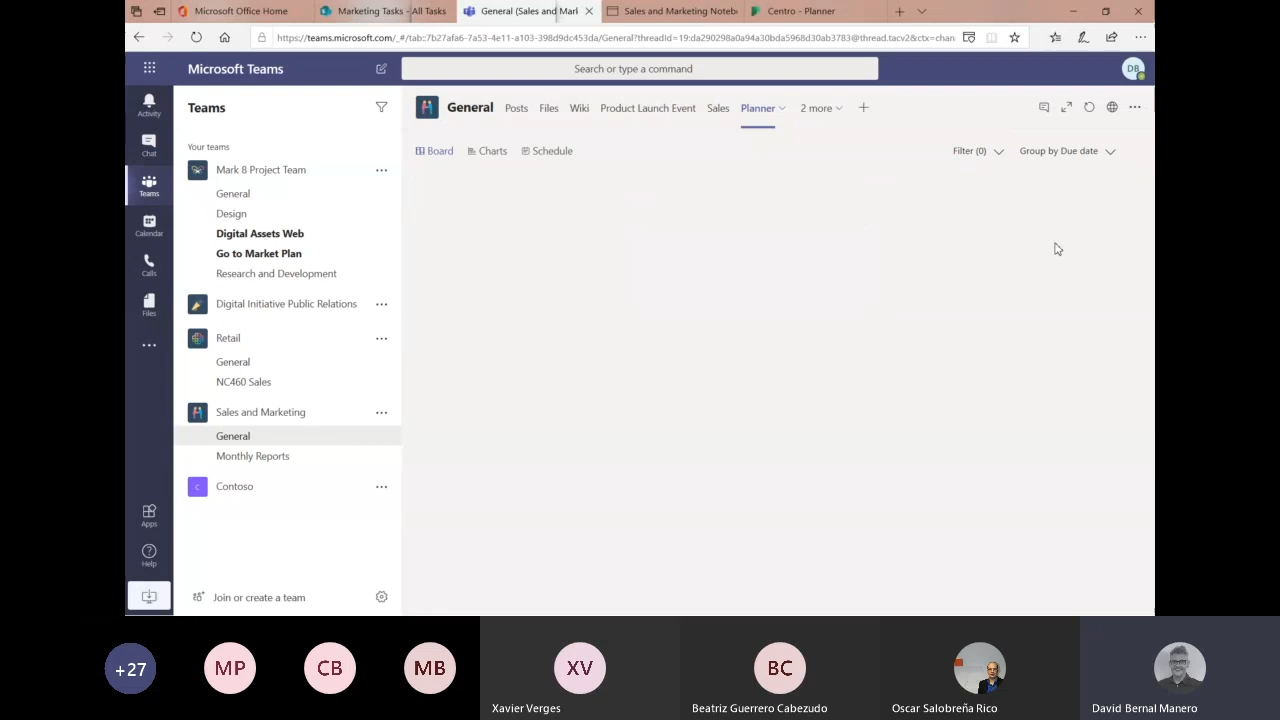 Microsoft Office Home
Marketing Tasks - All Tasks
General (Sales and Mark
Sales and Marketing Noteb
Centro - Planner
https://teams.microsoft.com/_#/tab::7b27afa6-7a53-4e11-a103-398d9dc453da/General?threadId=19:da290298a0a94a30bda5968d30ab3783@thread.tacv2&ctx=chan
Microsoft Teams
Search or type a command
DB
Activity
Chat
Teams
Calendar
Calls
Files
Apps
Help
Teams
Your teams
Mark 8 Project Team
General
Design
Digital Assets Web
Go to Market Plan
Research and Development
Digital Initiative Public Relations
Retail
General
NC460 Sales
Sales and Marketing
General
Monthly Reports
C
Contoso
Join or create a team
General Posts Files Wiki Product Launch Event Sales Planner 2 more
Board Charts Schedule
Filter (0) Group by Due date
+27
MP
CB
MB
XV
Xavier Verges
BC
Beatriz Guerrero Cabezudo
Oscar Salobreña Rico
David Bernal Manero